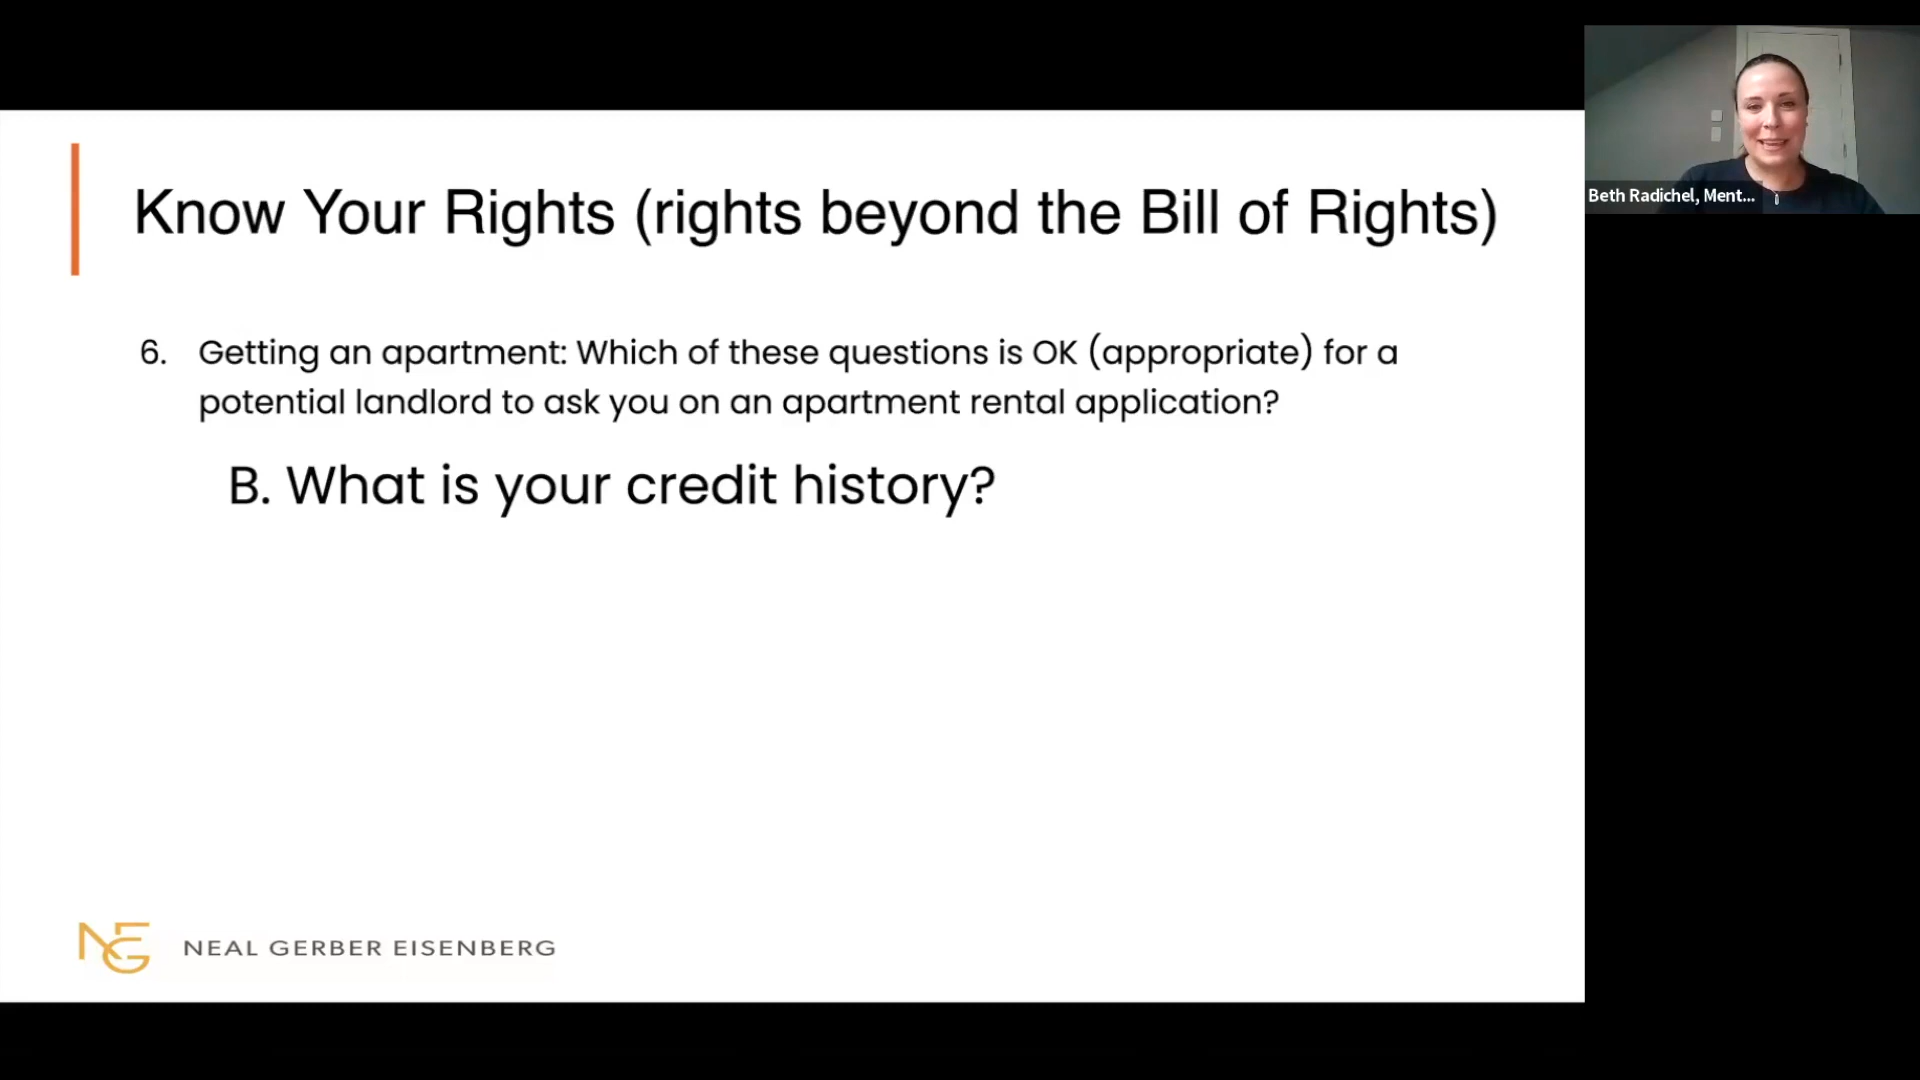 Know Your Rights (rights beyond the Bill of Rights)
6. Getting an apartment: Which of these questions is OK (appropriate) for a
potential landlord to ask you on an apartment rental application?
B. What is your credit history?
NEG NEAL GERBER EISENBERG
Beth Radichel, Ment...